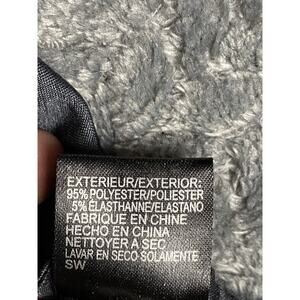 EXTERIEUR/EXTERIOR:
95% POLYESTER/POLIESTER
5% ÉLASTHANNE/ELASTANO
FABRIQUE EN CHINE
HECHO EN CHINA
NETTOYER A SEC
LAVAR EN SECO SOLAMENTE
SW